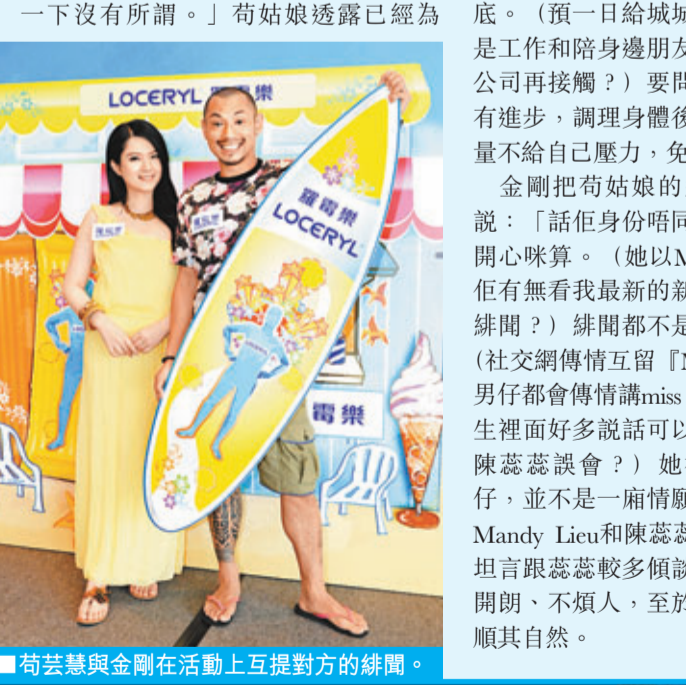 一下沒有所謂。」苟姑娘透露已經為
LOCERYL 羅霉樂
羅霉樂
LOCERYL
霉樂
■苟芸慧與金剛在活動上互提對方的緋聞。
底。（預一日給城城
是工作和陪身邊朋友
公司再接觸？）要問
有進步，調理身體後
量不給自己壓力，免
金剛把苟姑娘的
説：「話佢身份唔同
開心咪算。（她以M
佢有無看我最新的新
緋聞？）緋聞都不是
(社交網傳情互留『M
男仔都會傳情講miss
生裡面好多説話可以
陳蕊蕊誤會？）她
仔，並不是一廂情願
Mandy Lieu和陳蕊蕊
坦言跟蕊蕊較多傾談
開朗、不煩人，至於
順其自然。